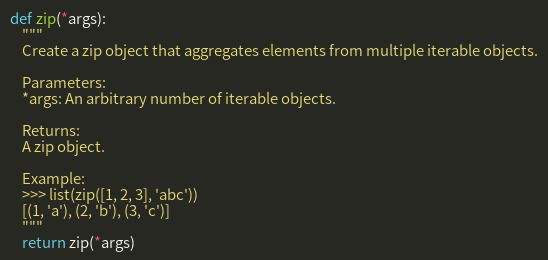 def zip(*args):
"""
Create a zip object that aggregates elements from multiple iterable objects.
Parameters:
*args: An arbitrary number of iterable objects.
Returns:
A zip object.
Example:
>>> list(zip([1, 2, 3], 'abc'))
[(1, 'a'), (2, 'b'), (3, 'c')]
"""
return zip(*args)